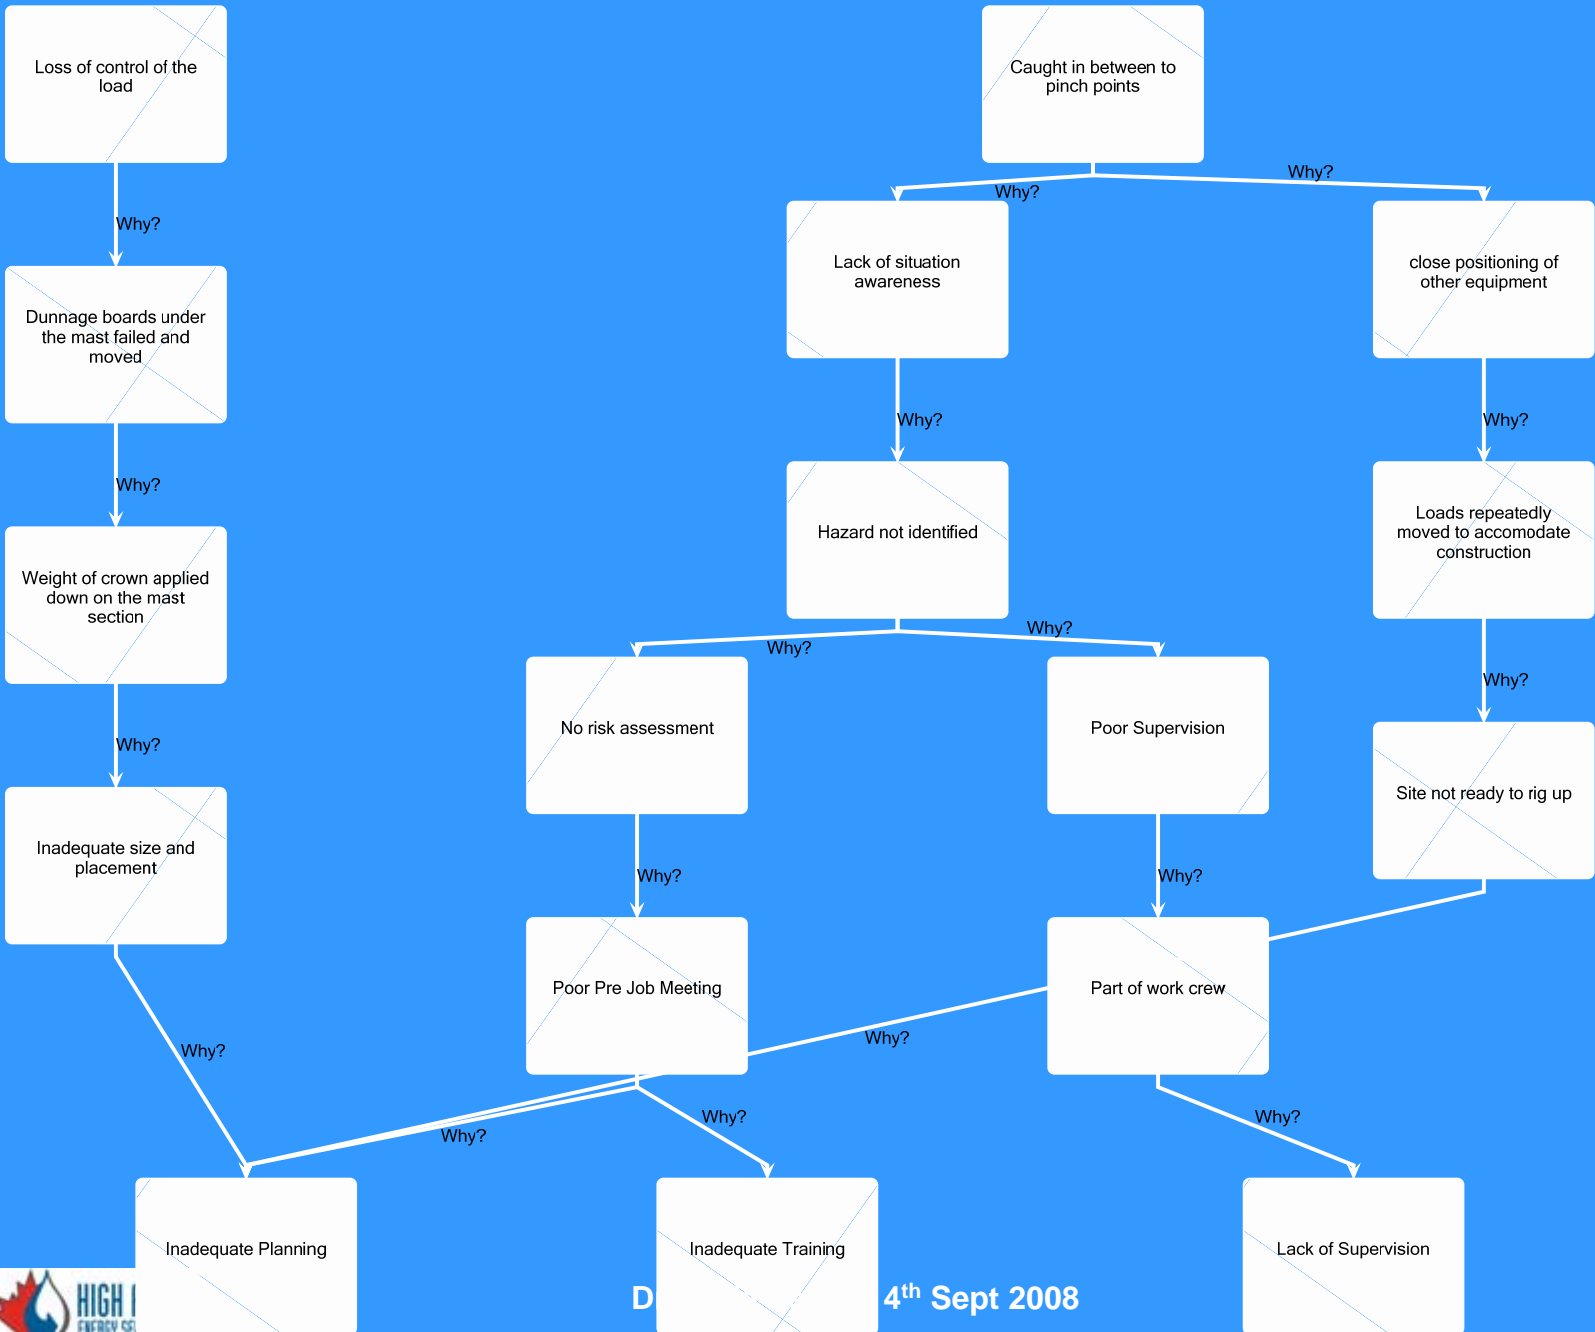 Loss of control of the
load
Caught in between to
pinch points
Why?
Why?
Why?
Lack of situation
awareness
close positioning of
other equipment
Dunnage boards under
the mast failed and
moved
Why?
Why?
Why?
Loads repeatedly
moved to accomodate
construction
Hazard not identified
Weight of crown applied
down on the mast
section
Why?
Why?
Why?
Why?
No risk assessment
Poor Supervision
Site not ready to rig up
Inadequate size and
placement
Why?
Why?
Poor Pre Job Meeting
Part of work crew
Why?
Why?
Why?
Why?
Why?
Inadequate Planning
Inadequate Training
Lack of Supervision
HIGH
ENERGY
4th Sept 2008